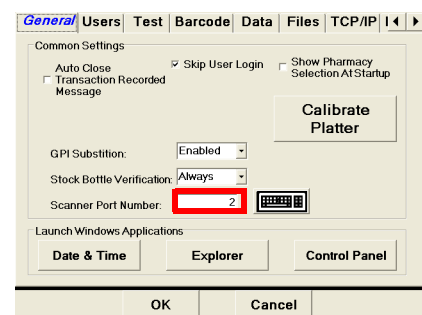 General Users Test Barcode Data Files TCP/IP
Common Settings
Auto Close
Transaction Recorded
Message
Skip User Login
Show Pharmacy
Selection At Startup
Calibrate
Platter
GPI Substition: Enabled
Stock Bottle Verification: Always
Scanner Port Number: 2
Launch Windows Applications
Date & Time Explorer Control Panel
OK Cancel